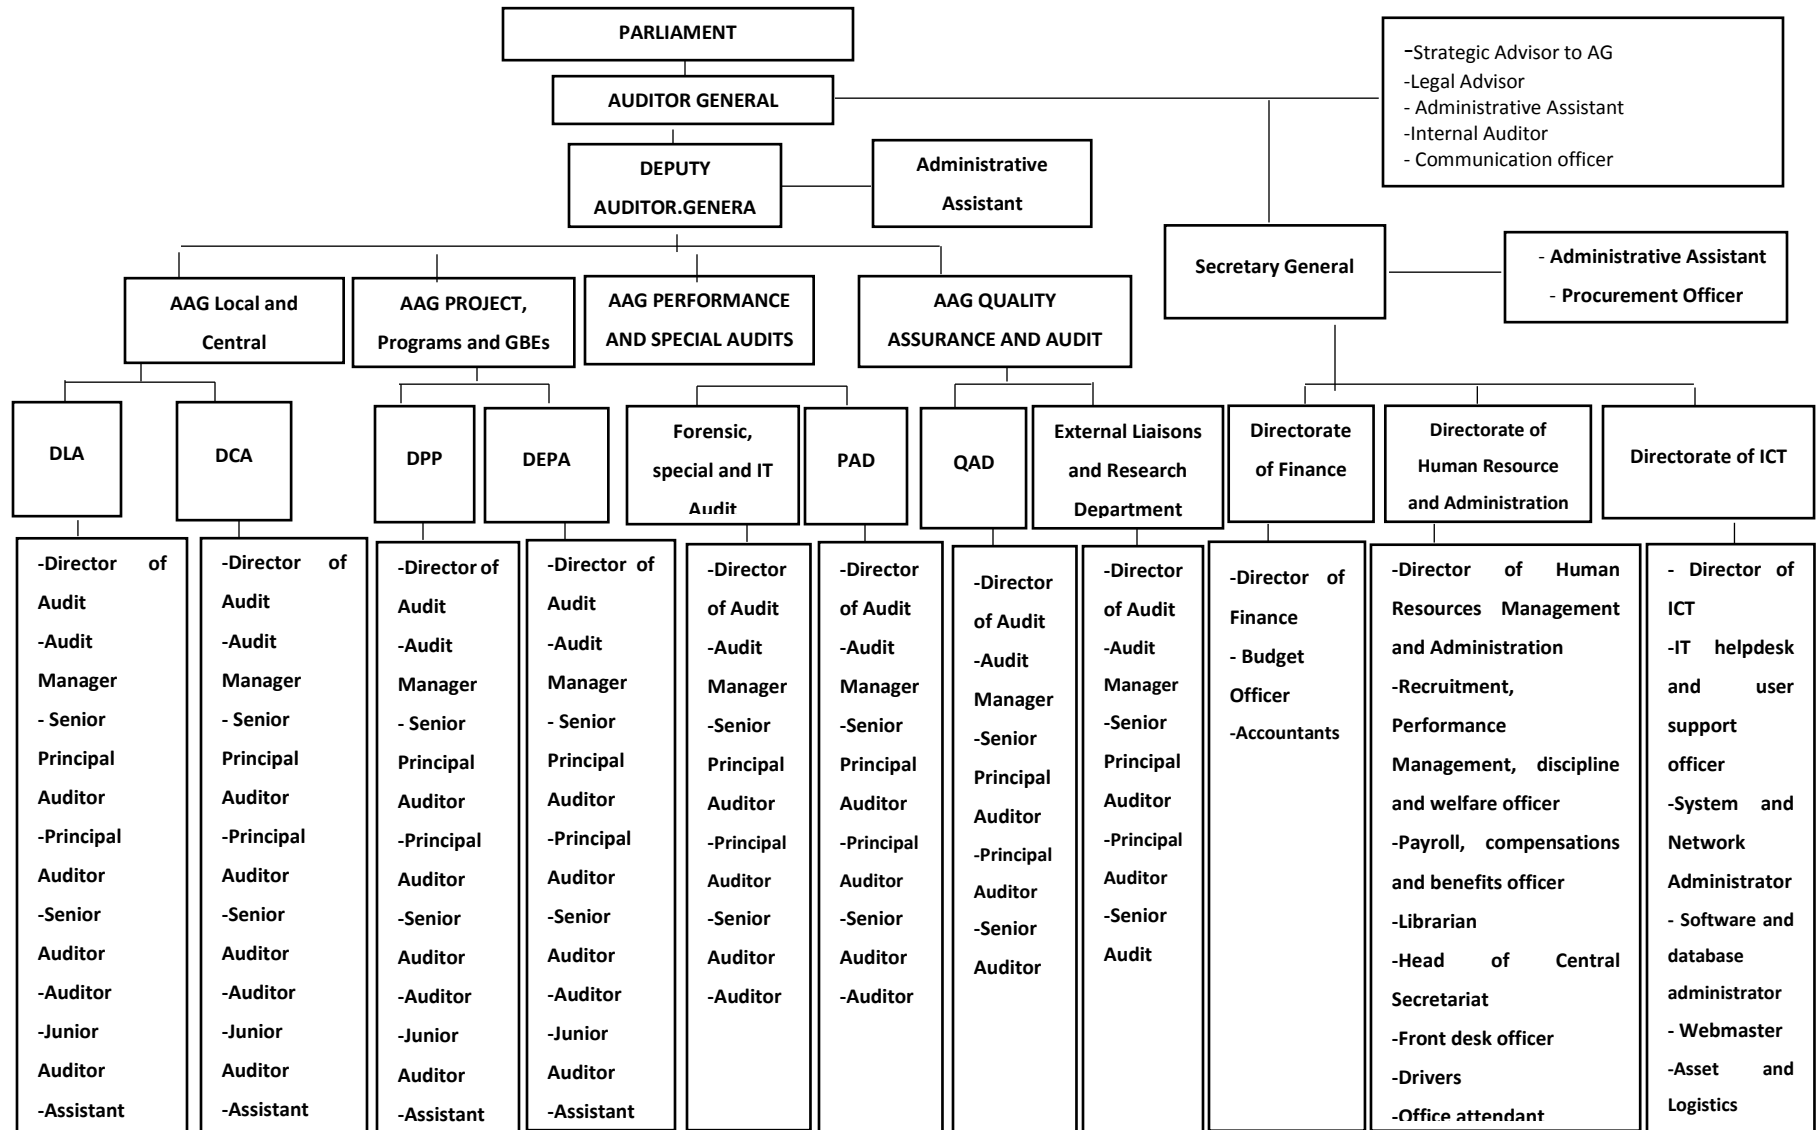 PARLIAMENT
AUDITOR GENERAL
-Strategic Advisor to AG
-Legal Advisor
- Administrative Assistant
-Internal Auditor
- Communication officer
DEPUTY
AUDITOR.GENERA
Administrative
Assistant
Secretary General
- Administrative Assistant
- Procurement Officer
AAG Local and
Central
AAG PROJECT,
Programs and GBEs
AAG PERFORMANCE
AND SPECIAL AUDITS
AAG QUALITY
ASSURANCE AND AUDIT
DLA
DCA
DPP
DEPA
Forensic,
special and IT
Audit
PAD
QAD
External Liaisons
and Research
Department
Directorate
of Finance
Directorate of
Human Resource
and Administration
Directorate of ICT
-Director of
Audit
-Audit
Manager
- Senior
Principal
Auditor
-Principal
Auditor
-Senior
Auditor
-Auditor
-Junior
Auditor
-Assistant
-Director of
Audit
-Audit
Manager
- Senior
Principal
Auditor
-Principal
Auditor
-Senior
Auditor
-Auditor
-Junior
Auditor
-Assistant
-Director of
Audit
-Audit
Manager
- Senior
Principal
Auditor
-Principal
Auditor
-Senior
Auditor
-Auditor
-Junior
Auditor
-Assistant
-Director of
Audit
-Audit
Manager
- Senior
Principal
Auditor
-Principal
Auditor
-Senior
Auditor
-Auditor
-Junior
Auditor
-Assistant
-Director
of Audit
-Audit
Manager
-Senior
Principal
Auditor
-Principal
Auditor
-Senior
Auditor
-Auditor
-Director
of Audit
-Audit
Manager
-Senior
Principal
Auditor
-Principal
Auditor
-Senior
Auditor
-Auditor
-Director
of Audit
-Audit
Manager
-Senior
Principal
Auditor
-Principal
Auditor
-Senior
Auditor
-Director
of Audit
-Audit
Manager
-Senior
Principal
Auditor
-Principal
Auditor
-Senior
Audit
-Director of
Finance
- Budget
Officer
-Accountants
-Director of Human
Resources Management
and Administration
-Recruitment,
Performance
Management, discipline
and welfare officer
-Payroll, compensations
and benefits officer
-Librarian
-Head of Central
Secretariat
-Front desk officer
-Drivers
-Office attendant
- Director of
ICT
-IT helpdesk
and user
support
officer
-System and
Network
Administrator
- Software and
database
administrator
- Webmaster
-Asset and
Logistics